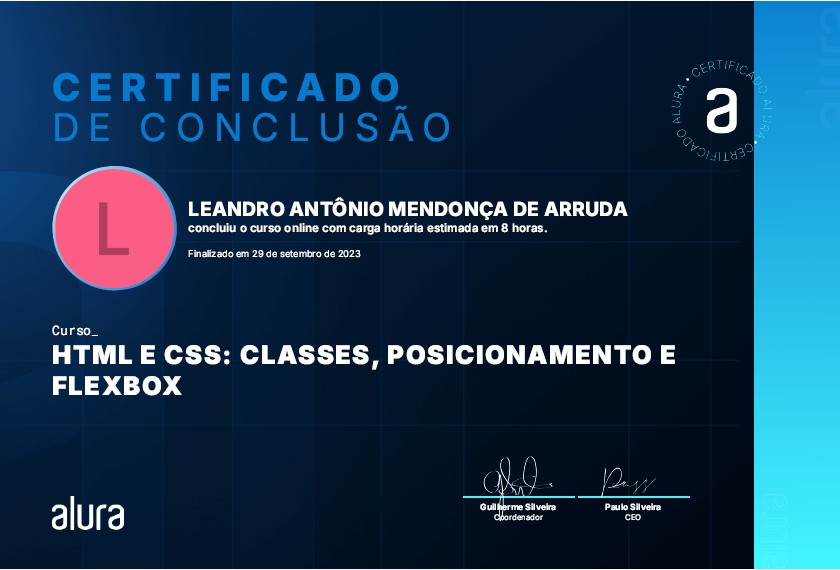 CERTIFICADO
DE CONCLUSÃO
• CERTIFICADO ALURA • CERTIFICADO ALURA
a
L
LEANDRO ANTÔNIO MENDONÇA DE ARRUDA
concluiu o curso online com carga horária estimada em 8 horas.
Finalizado em 29 de setembro de 2023
Curso_
HTML E CSS: CLASSES, POSICIONAMENTO E
FLEXBOX
alura
Guilherme Silveira
Coordenador
Paulo Silveira
CEO
alura
alura